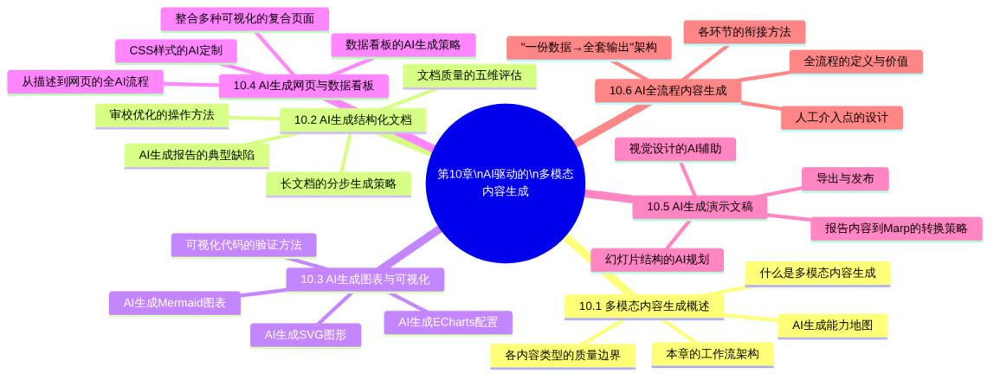 第10章\nAI驱动的\n多模态
内容生成
10.1 多模态内容生成概述
什么是多模态内容生成
AI生成能力地图
本章的工作流架构
各内容类型的质量边界
10.2 AI生成结构化文档
文档质量的五维评估
审校优化的操作方法
AI生成报告的典型缺陷
长文档的分步生成策略
10.3 AI生成图表与可视化
可视化代码的验证方法
AI生成Mermaid图表
AI生成SVG图形
AI生成ECharts配置
10.4 AI生成网页与数据看板
整合多种可视化的复合页面
CSS样式的AI定制
数据看板的AI生成策略
从描述到网页的全AI流程
10.5 AI生成演示文稿
视觉设计的AI辅助
导出与发布
报告内容到Marp的转换策略
幻灯片结构的AI规划
10.6 AI全流程内容生成
"一份数据→全套输出"架构
各环节的衔接方法
全流程的定义与价值
人工介入点的设计